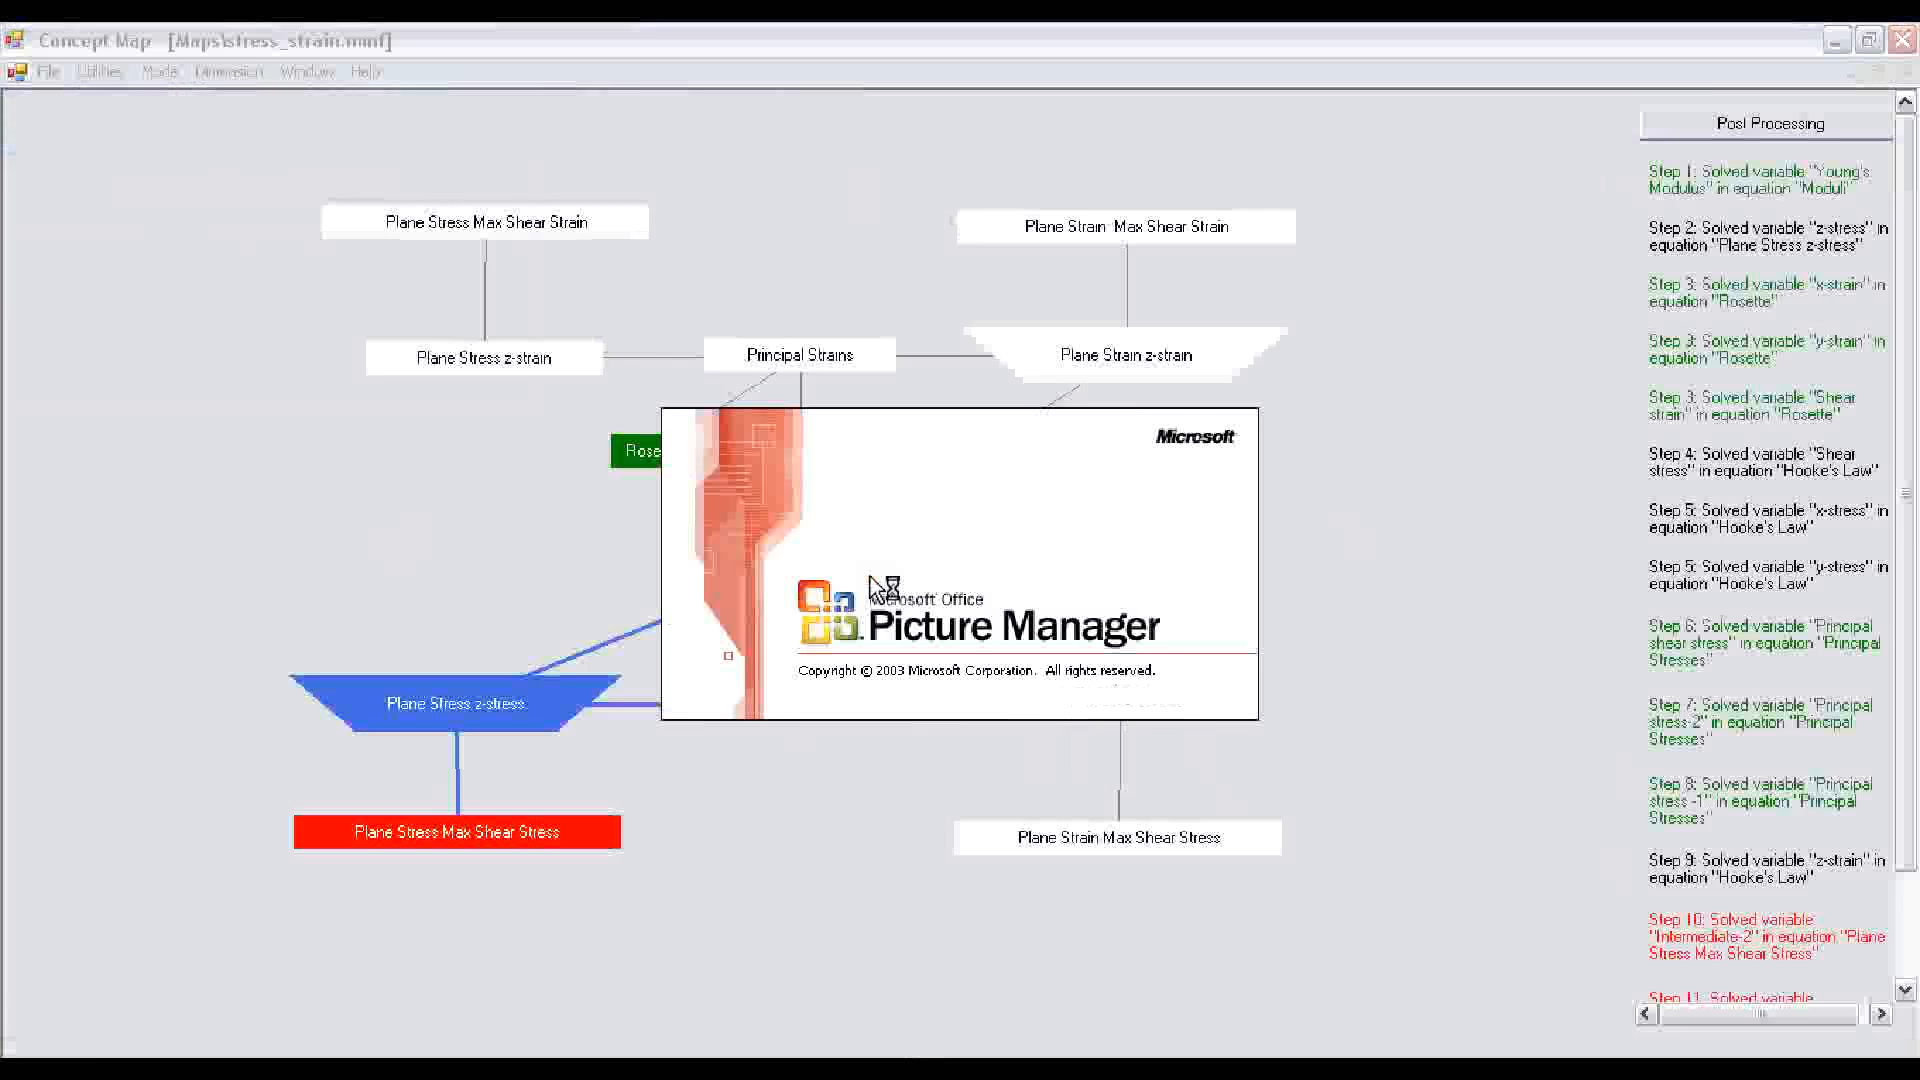 Concept Map - [Maps\stress_strain.mnf]
File Utilities Mode Dimension Window Help
Post Processing
Plane Stress Max Shear Strain
Plane Strain Max Shear Strain
Plane Stress z-strain
Principal Strains
Plane Strain z-strain
Rose
Microsoft
Microsoft Office
Picture Manager
Copyright © 2003 Microsoft Corporation. All rights reserved.
Plane Stress z-stress
Plane Stress Max Shear Stress
Plane Strain Max Shear Stress
Step 1: Solved variable "Young's
Modulus" in equation "Moduli"
Step 2: Solved variable "z-stress" in
equation "Plane Stress z-stress"
Step 3: Solved variable "x-strain" in
equation "Rosette"
Step 3: Solved variable "y-strain" in
equation "Rosette"
Step 3: Solved variable "Shear
strain" in equation "Rosette"
Step 4: Solved variable "Shear
stress" in equation "Hooke's Law"
Step 5: Solved variable "x-stress" in
equation "Hooke's Law"
Step 5: Solved variable "y-stress" in
equation "Hooke's Law"
Step 6: Solved variable "Principal
shear stress" in equation "Principal
Stresses"
Step 7: Solved variable "Principal
stress-2" in equation "Principal
Stresses"
Step 8: Solved variable "Principal
stress -1" in equation "Principal
Stresses"
Step 9: Solved variable "z-strain" in
equation "Hooke's Law"
Step 10: Solved variable
"Intermediate-2" in equation "Plane
Stress Max Shear Stress"
Step 11: Solved variable